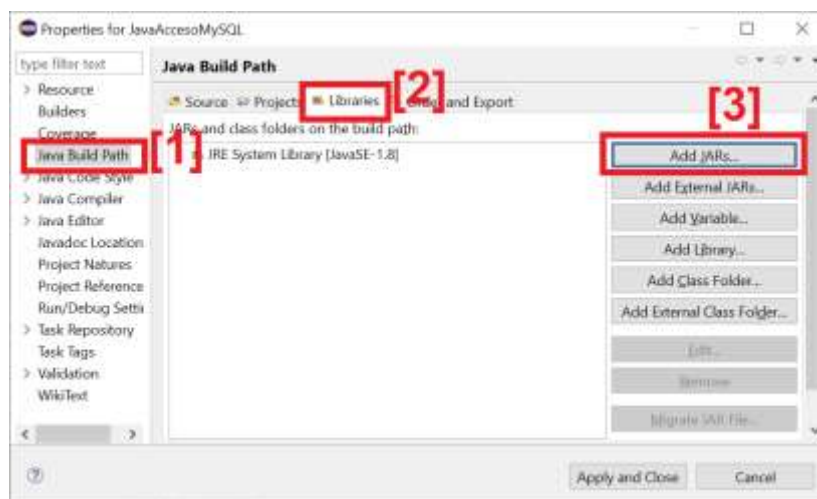 Properties for JavaAccesoMySQL
type filter text
Java Build Path
Resource
Builders
Coverage
Java Build Path
Java Code Style
Java Compiler
Java Editor
Javadoc Location
Project Natures
Project Reference
Run/Debug Settin
Task Repository
Task Tags
Validation
WikiText
[1]
[2]
[3]
Source
Projects
Libraries
Order and Export
JARs and class folders on the build path:
JRE System Library [JavaSE-1.8]
Add JARs...
Add External JARs...
Add Variable...
Add Library...
Add Class Folder...
Add External Class Folder...
Edit...
Remove
Migrate JAR File...
Apply and Close
Cancel